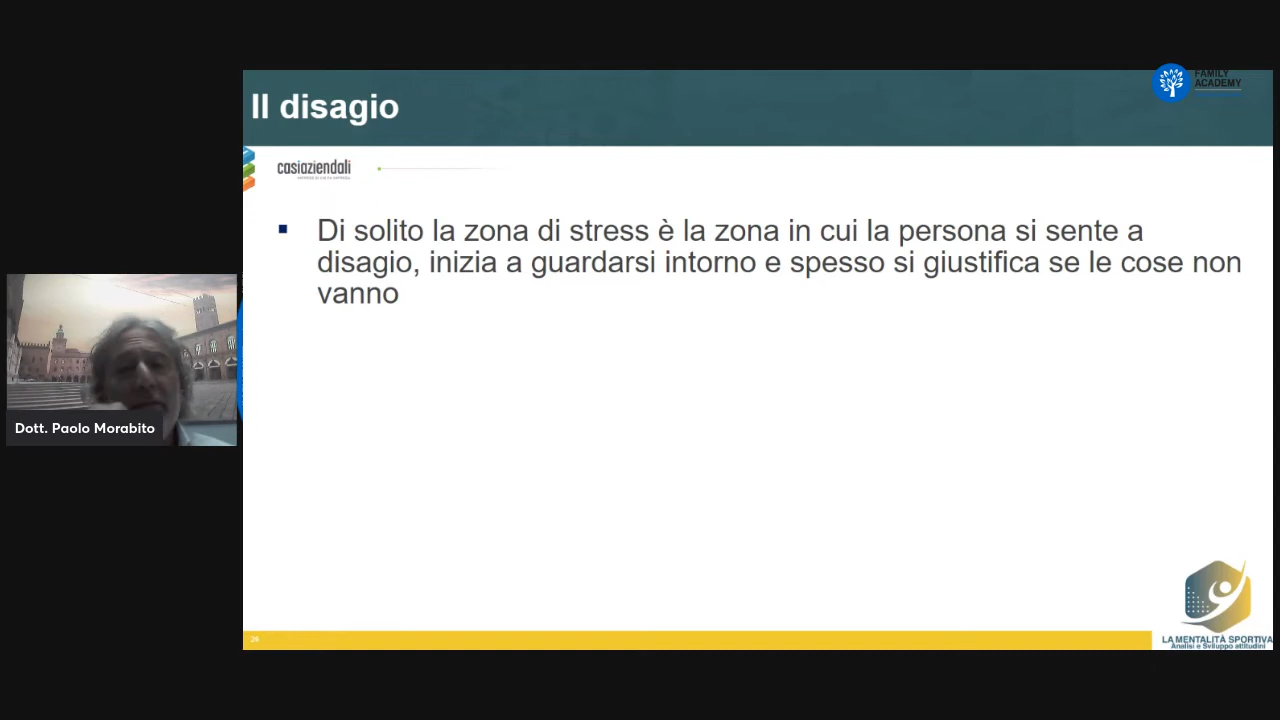 Il disagio
FAMILY
ACADEMY
casiaziendali
Di solito la zona di stress è la zona in cui la persona si sente a
disagio, inizia a guardarsi intorno e spesso si giustifica se le cose non
vanno
Dott. Paolo Morabito
LA MENTALITÀ SPORTIVA
Analisi e Sviluppo attitudini